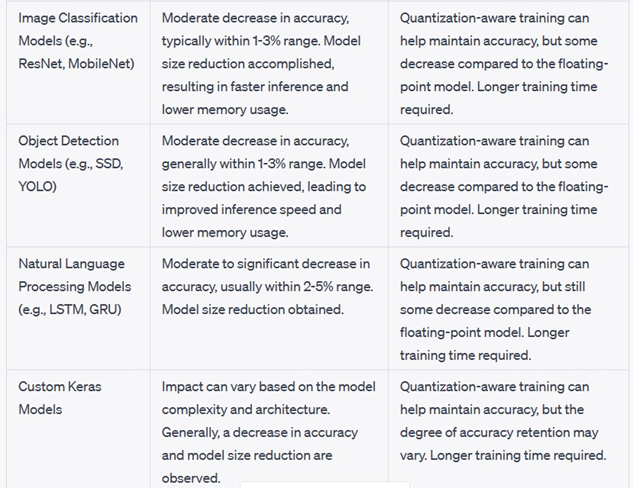 Image Classification
Models (e.g.,
ResNet, MobileNet)
Moderate decrease in accuracy,
typically within 1-3% range. Model
size reduction accomplished,
resulting in faster inference and
lower memory usage.
Quantization-aware training can
help maintain accuracy, but some
decrease compared to the floating-
point model. Longer training time
required.
Object Detection
Models (e.g., SSD,
YOLO)
Moderate decrease in accuracy,
generally within 1-3% range. Model
size reduction achieved, leading to
improved inference speed and
lower memory usage.
Quantization-aware training can
help maintain accuracy, but some
decrease compared to the floating-
point model. Longer training time
required.
Natural Language
Processing Models
(e.g., LSTM, GRU)
Moderate to significant decrease in
accuracy, usually within 2-5% range.
Model size reduction obtained.
Quantization-aware training can
help maintain accuracy, but still
some decrease compared to the
floating-point model. Longer
training time required.
Custom Keras
Models
Impact can vary based on the model
complexity and architecture.
Generally, a decrease in accuracy
and model size reduction are
observed.
Quantization-aware training can
help maintain accuracy, but the
degree of accuracy retention may
vary. Longer training time required.